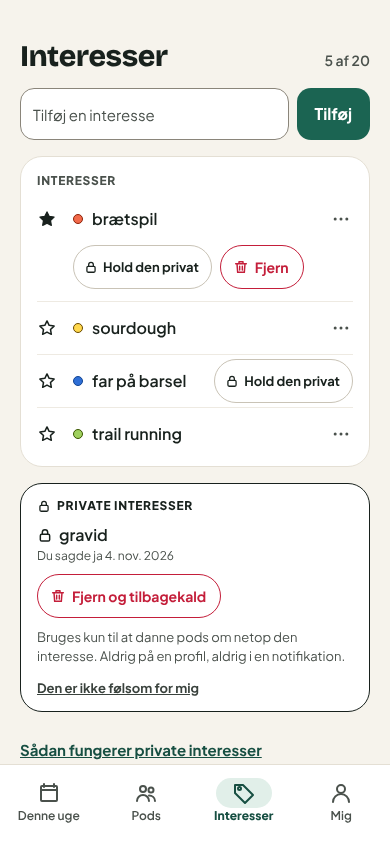 Interesser
5 af 20
Tilføj en interesse
Tilføj
INTERESSER
brætspil
Hold den privat
Fjern
sourdough
far på barsel
Hold den privat
trail running
PRIVATE INTERESSER
gravid
Du sagde ja 4. nov. 2026
Fjern og tilbagekald
Bruges kun til at danne pods om netop den
interesse. Aldrig på en profil, aldrig i en notifikation.
Den er ikke følsom for mig
Sådan fungerer private interesser
Denne uge
Pods
Interesser
Mig